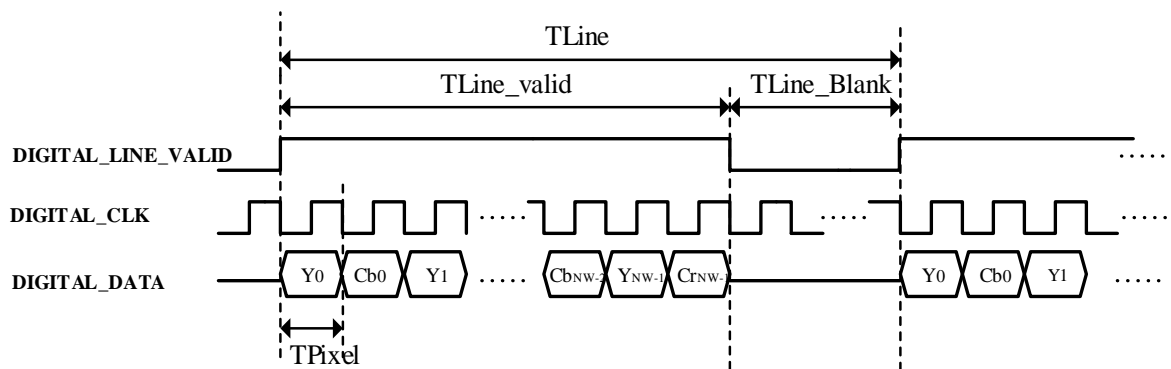 TLine
TLine_valid TLine_Blank
DIGITAL_LINE_VALID
.....
DIGITAL_CLK ..... ..... .....
DIGITAL_DATA Y0 Cb0 Y1 ..... CbNW-2 YNW-1 CrNW-1 Y0 Cb0 Y1 .....
TPixel